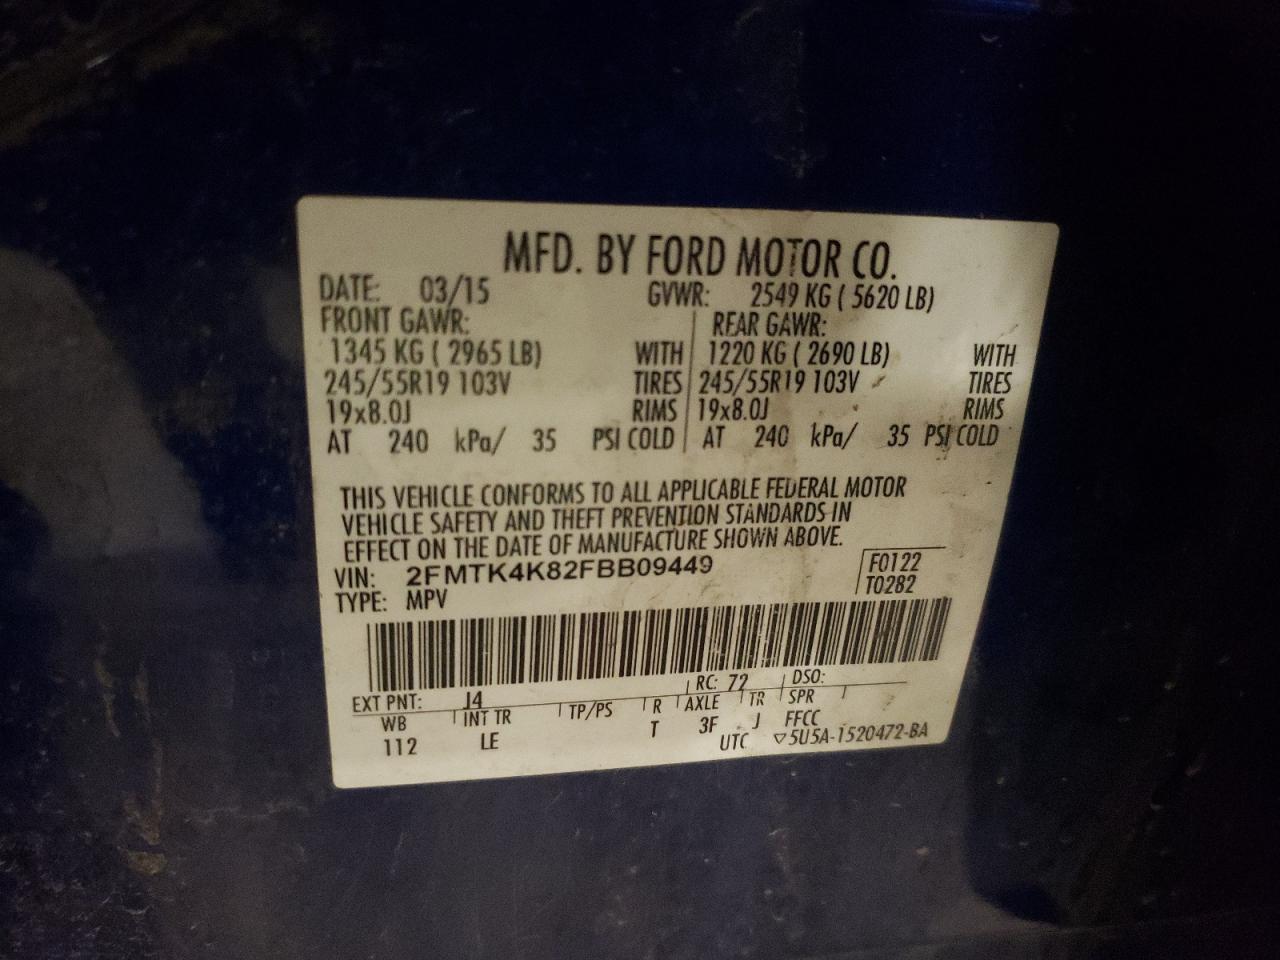 MFD. BY FORD MOTOR CO.
DATE: 03/15 GVWR: 2549 KG ( 5620 LB)
FRONT GAWR: REAR GAWR:
1345 KG ( 2965 LB) WITH 1220 KG ( 2690 LB) WITH
245/55R19 103V TIRES 245/55R19 103V TIRES
19x8.0J RIMS 19x8.0J RIMS
AT 240 kPa/ 35 PSI COLD AT 240 kPa/ 35 PSI COLD
THIS VEHICLE CONFORMS TO ALL APPLICABLE FEDERAL MOTOR
VEHICLE SAFETY AND THEFT PREVENTION STANDARDS IN
EFFECT ON THE DATE OF MANUFACTURE SHOWN ABOVE.
VIN: 2FMTK4K82FBB09449 F0122
TYPE: MPV T0282
EXT PNT: J4 RC: 72 DSO:
WB INT TR TP/PS R AXLE TR SPR
112 LE T 3F J FFCC
UTC ▽5U5A-1520472-BA